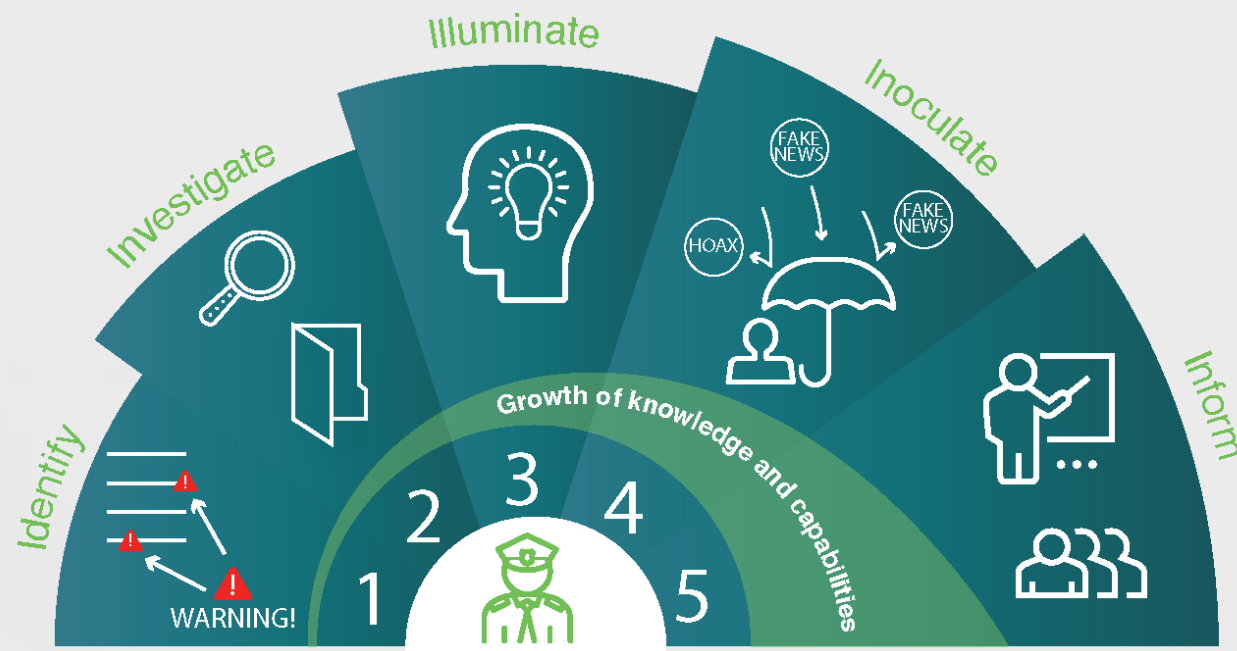 Identify
Investigate
Illuminate
Inoculate
Inform
WARNING!
HOAX
FAKE
NEWS
FAKE
NEWS
Growth of knowledge and capabilities
1
2
3
4
5
!
!
!